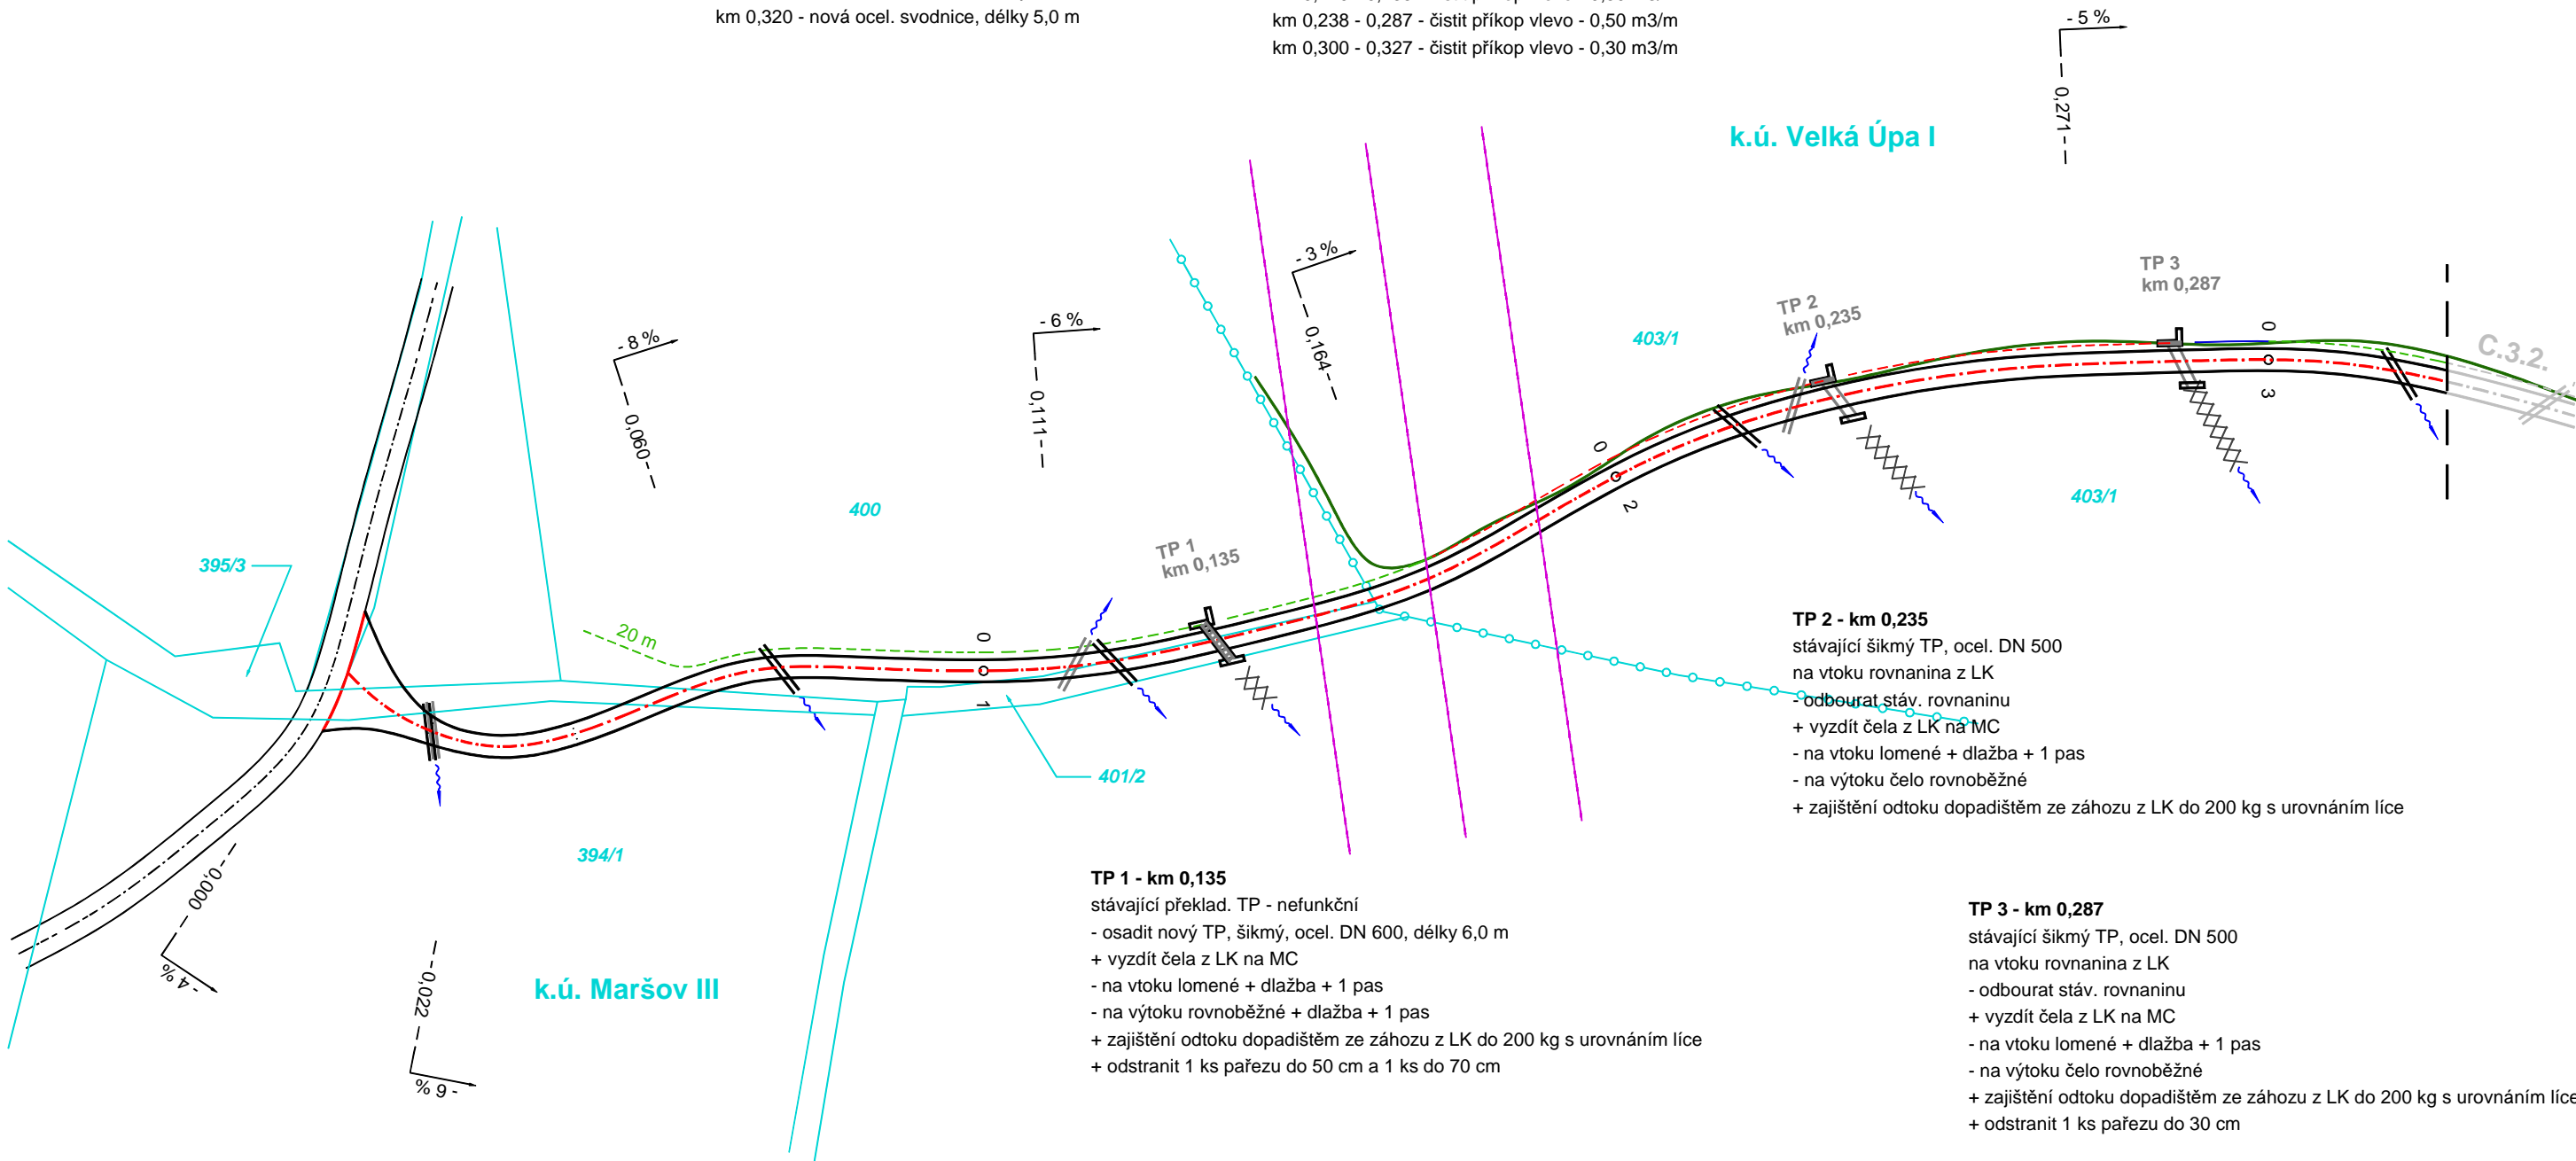 km 0,320 - nová ocel. svodnice, délky 5,0 m
km 0,238 - 0,287 - čistit příkop vlevo - 0,50 m3/m
km 0,300 - 0,327 - čistit příkop vlevo - 0,30 m3/m
- 5 %
0,271
k.ú. Velká Úpa I
- 3 %
0,164
TP 3
km 0,287
TP 2
km 0,235
- 6 %
0,111
- 8 %
0,060
403/1
0
3
C.3.2.
400
403/1
0
2
TP 1
km 0,135
395/3
20 m
0
1
401/2
394/1
0,000
- 4 %
0,022
- 6 %
k.ú. Maršov III
TP 2 - km 0,235
stávající šikmý TP, ocel. DN 500
na vtoku rovnanina z LK
- odbourat stáv. rovnaninu
+ vyzdít čela z LK na MC
- na vtoku lomené + dlažba + 1 pas
- na výtoku čelo rovnoběžné
+ zajištění odtoku dopadištěm ze záhozu z LK do 200 kg s urovnáním líce
TP 1 - km 0,135
stávající překlad. TP - nefunkční
- osadit nový TP, šikmý, ocel. DN 600, délky 6,0 m
+ vyzdít čela z LK na MC
- na vtoku lomené + dlažba + 1 pas
- na výtoku rovnoběžné + dlažba + 1 pas
+ zajištění odtoku dopadištěm ze záhozu z LK do 200 kg s urovnáním líce
+ odstranit 1 ks pařezu do 50 cm a 1 ks do 70 cm
TP 3 - km 0,287
stávající šikmý TP, ocel. DN 500
na vtoku rovnanina z LK
- odbourat stáv. rovnaninu
+ vyzdít čela z LK na MC
- na vtoku lomené + dlažba + 1 pas
- na výtoku čelo rovnoběžné
+ zajištění odtoku dopadištěm ze záhozu z LK do 200 kg s urovnáním líce
+ odstranit 1 ks pařezu do 30 cm